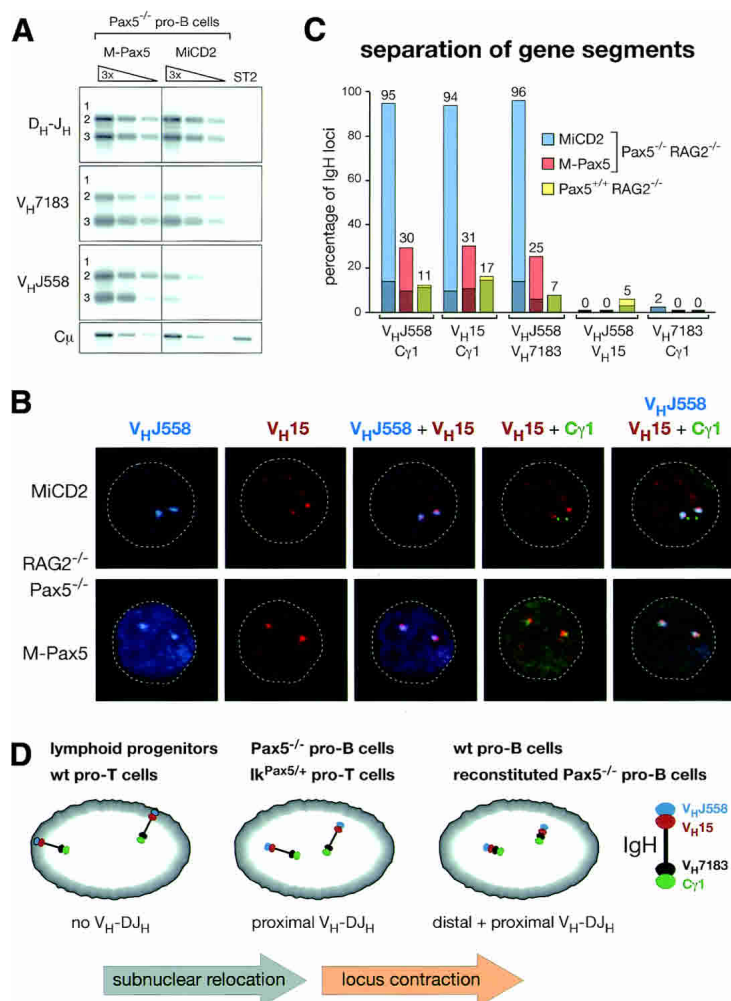 A
Pax5-/- pro-B cells
M-Pax5 MiCD2
3x 3x ST2
DH-JH
1
2
3
VH7183
1
2
3
VHJ558
1
2
3
Cμ
C
separation of gene segments
percentage of IgH loci
100
80
60
40
20
0
95 94 96
30 31 25
11 17 7
5
0 0 2 0 0
MiCD2
M-Pax5
Pax5-/- RAG2-/-
Pax5+/+ RAG2-/-
VHJ558 VH15 VHJ558 VHJ558 VH7183
Cγ1 Cγ1 VH7183 VH15 Cγ1
B
VHJ558
VHJ558 VH15 VHJ558 + VH15 VH15 + Cγ1 VH15 + Cγ1
MiCD2
RAG2-/-
Pax5-/-
M-Pax5
D
lymphoid progenitors
wt pro-T cells
Pax5-/- pro-B cells
IkPax5/+ pro-T cells
wt pro-B cells
reconstituted Pax5-/- pro-B cells
VHJ558
VH15
IgH
VH7183
Cγ1
no VH-DJH
proximal VH-DJH
distal + proximal VH-DJH
subnuclear relocation
locus contraction